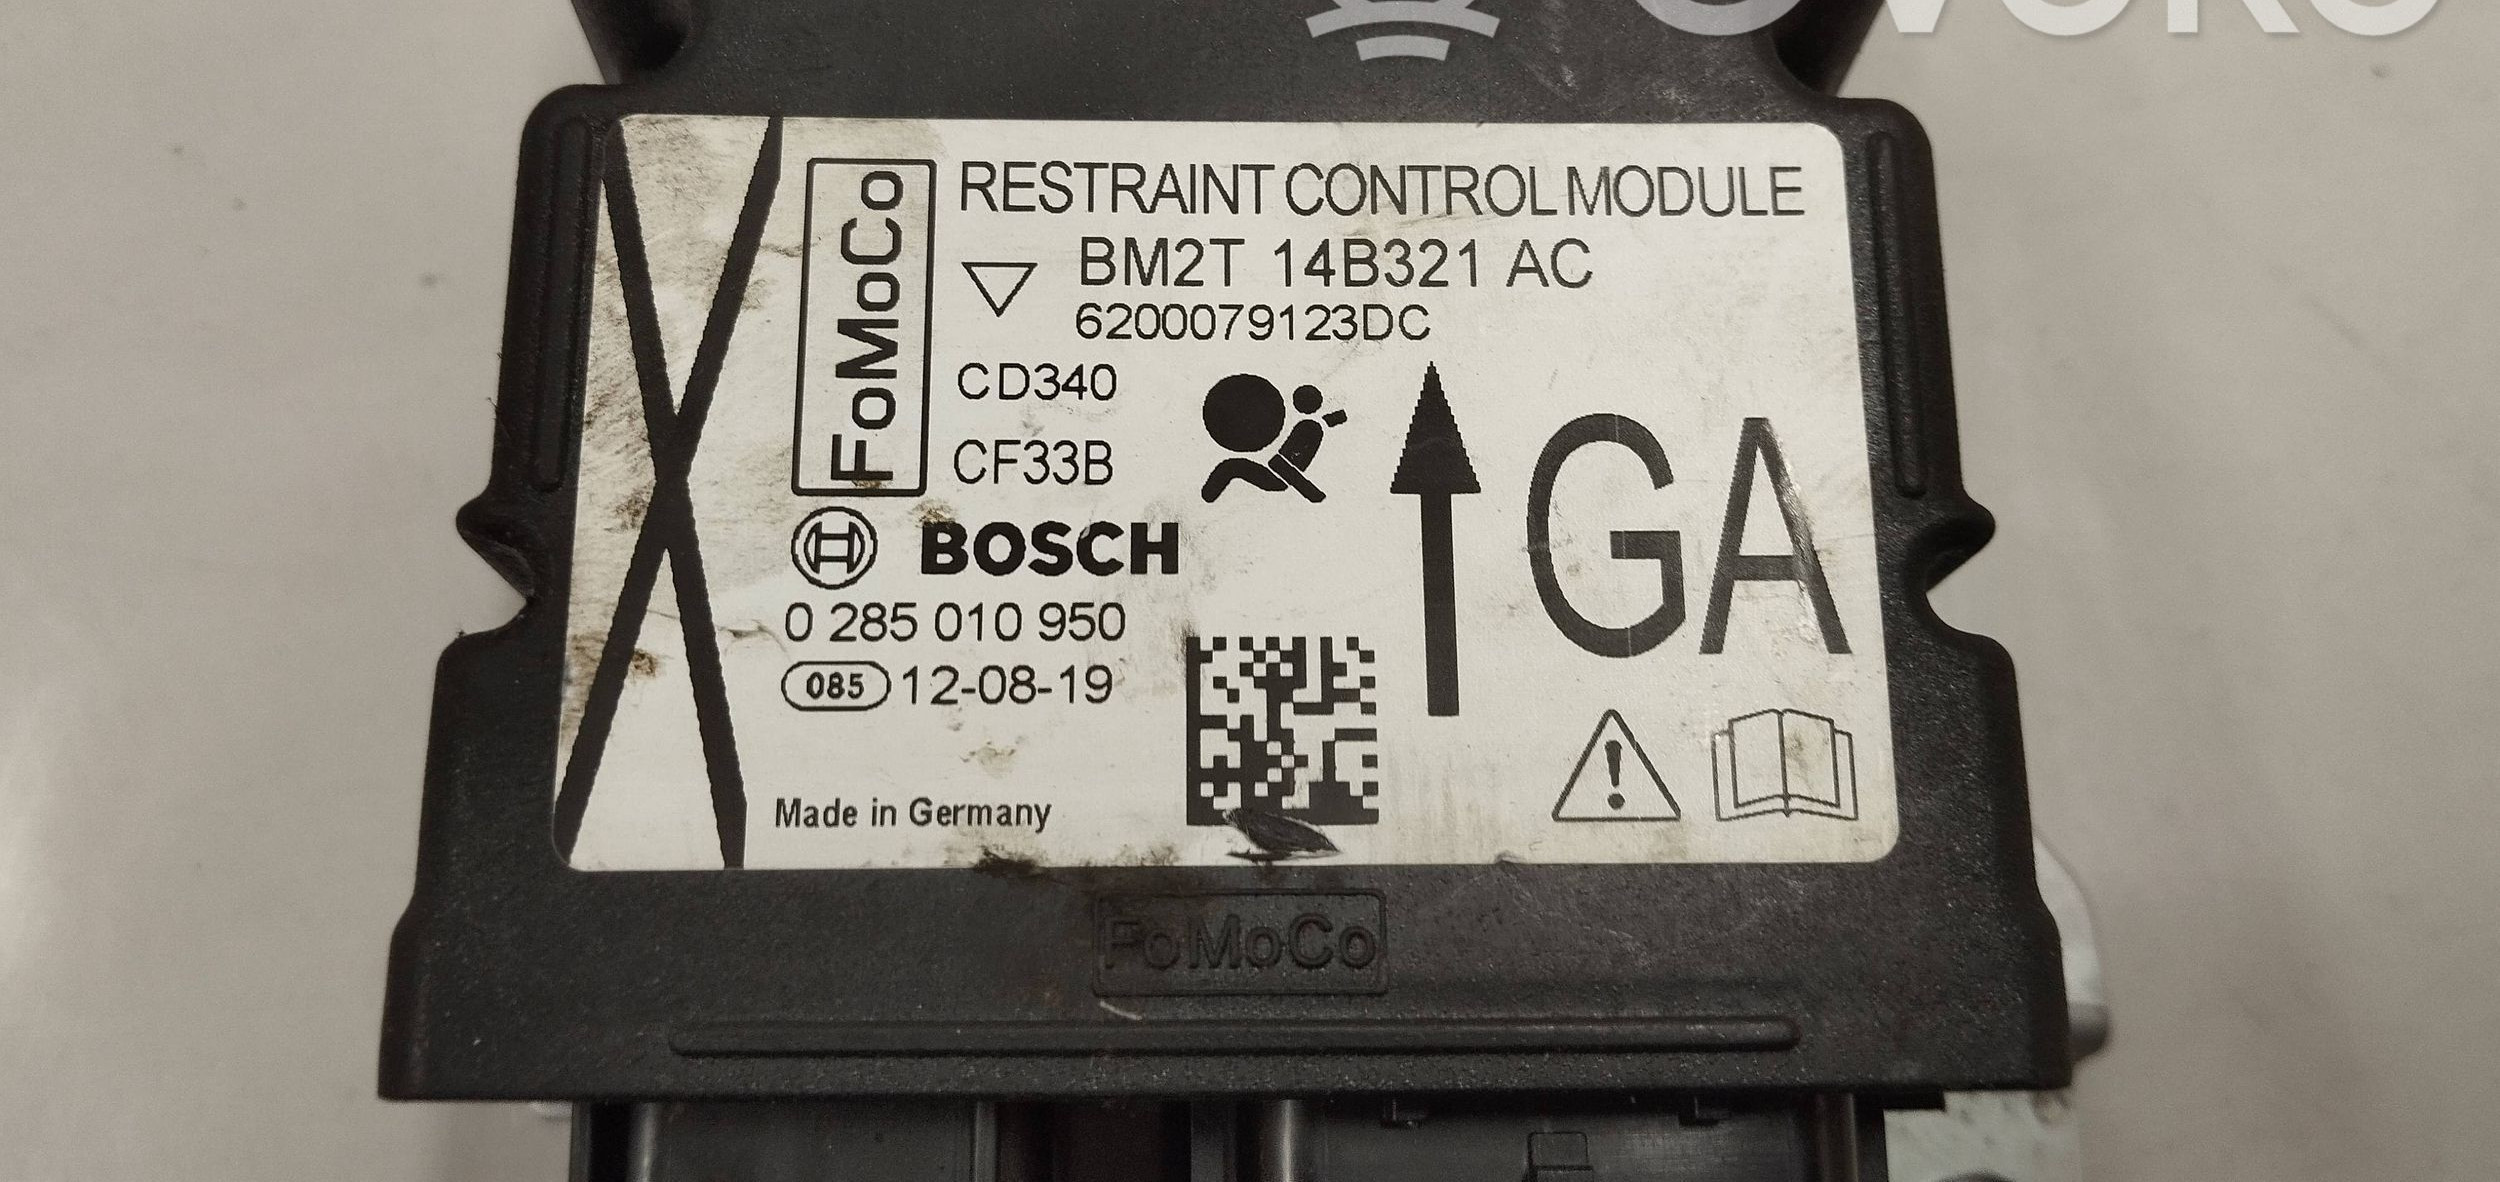 FoMoCo
RESTRAINT CONTROL MODULE
BM2T 14B321 AC
6200079123DC
CD340
CF33B
GA
BOSCH
0 285 010 950
085 12-08-19
Made in Germany
FoMoCo